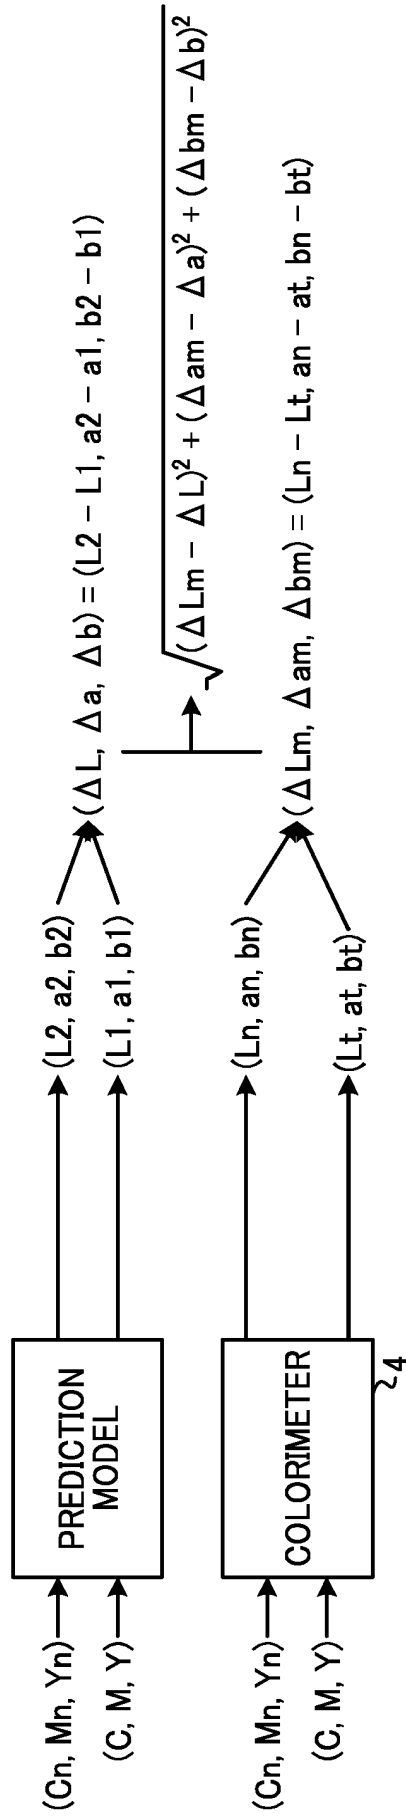 (Cn, Mn, Yn)
(C, M, Y)
PREDICTION
MODEL
(L2, a2, b2)
(L1, a1, b1)
(ΔL, Δa, Δb) = (L2 − L1, a2 − a1, b2 − b1)
√(ΔLm − ΔL)² + (Δam − Δa)² + (Δbm − Δb)²
(Cn, Mn, Yn)
(C, M, Y)
COLORIMETER
4
(Ln, an, bn)
(Lt, at, bt)
(ΔLm, Δam, Δbm) = (Ln − Lt, an − at, bn − bt)